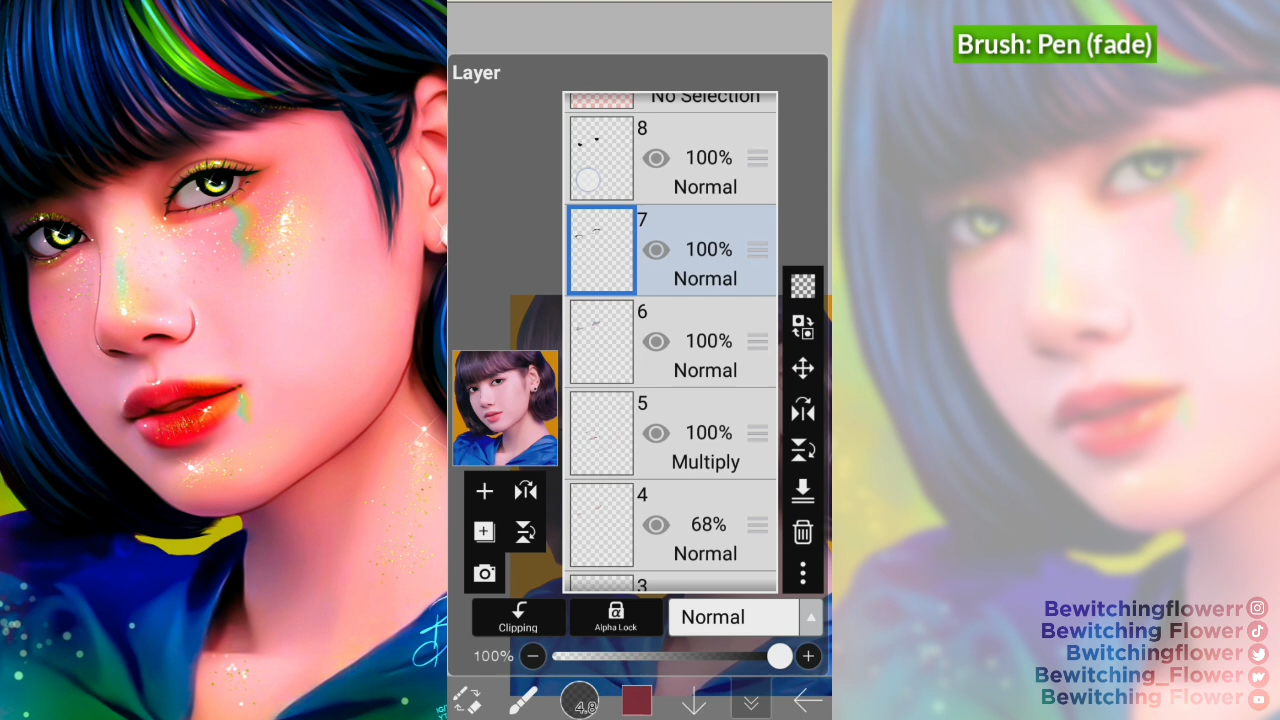 Brush: Pen (fade)
Layer
No Selection
8
100%
Normal
7
100%
Normal
6
100%
Normal
5
100%
Multiply
4
68%
Normal
3
Clipping
α
Alpha Lock
Normal
100%
4.8
Bewitchingflowerr
Bewitching Flower
Bwitchingflower
Bewitching_Flower
Bewitching Flower